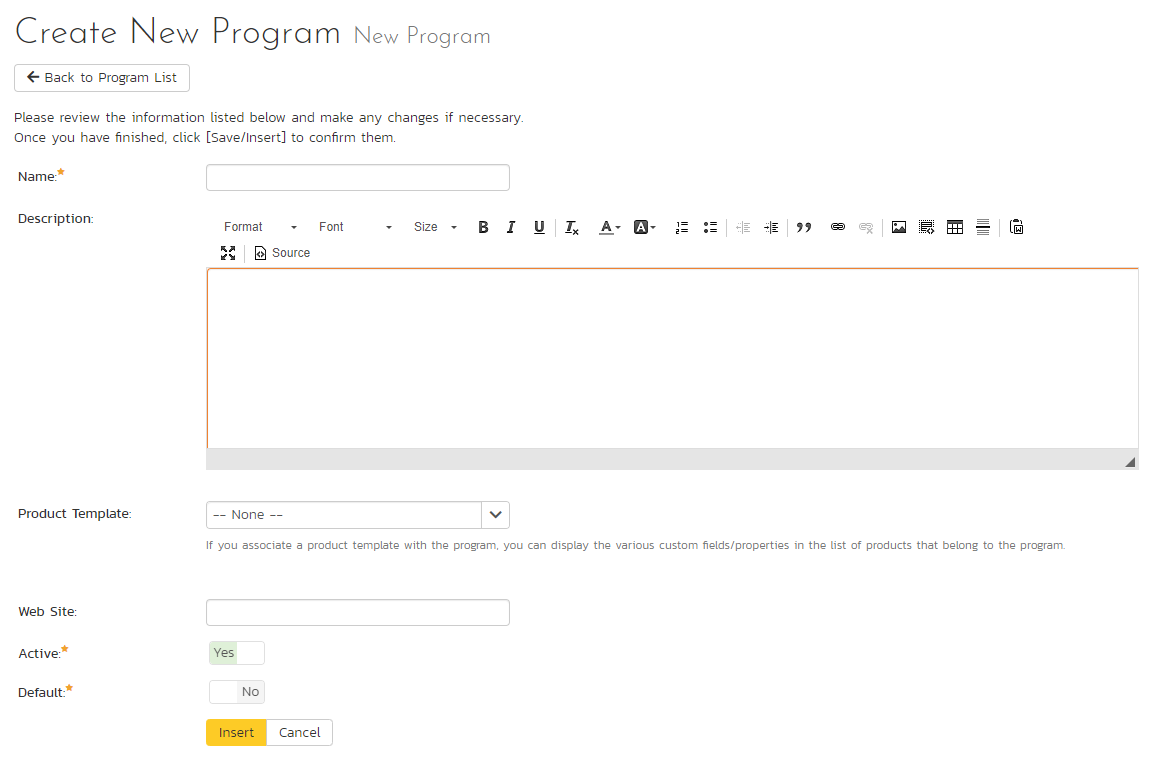 Create New Program New Program
Back to Program List
Please review the information listed below and make any changes if necessary.
Once you have finished, click [Save/Insert] to confirm them.
Name:
Description:
Format Font Size B I U Ix A A
Source
Product Template: -- None --
If you associate a product template with the program, you can display the various custom fields/properties in the list of products that belong to the program.
Web Site:
Active: Yes
Default: No
Insert Cancel